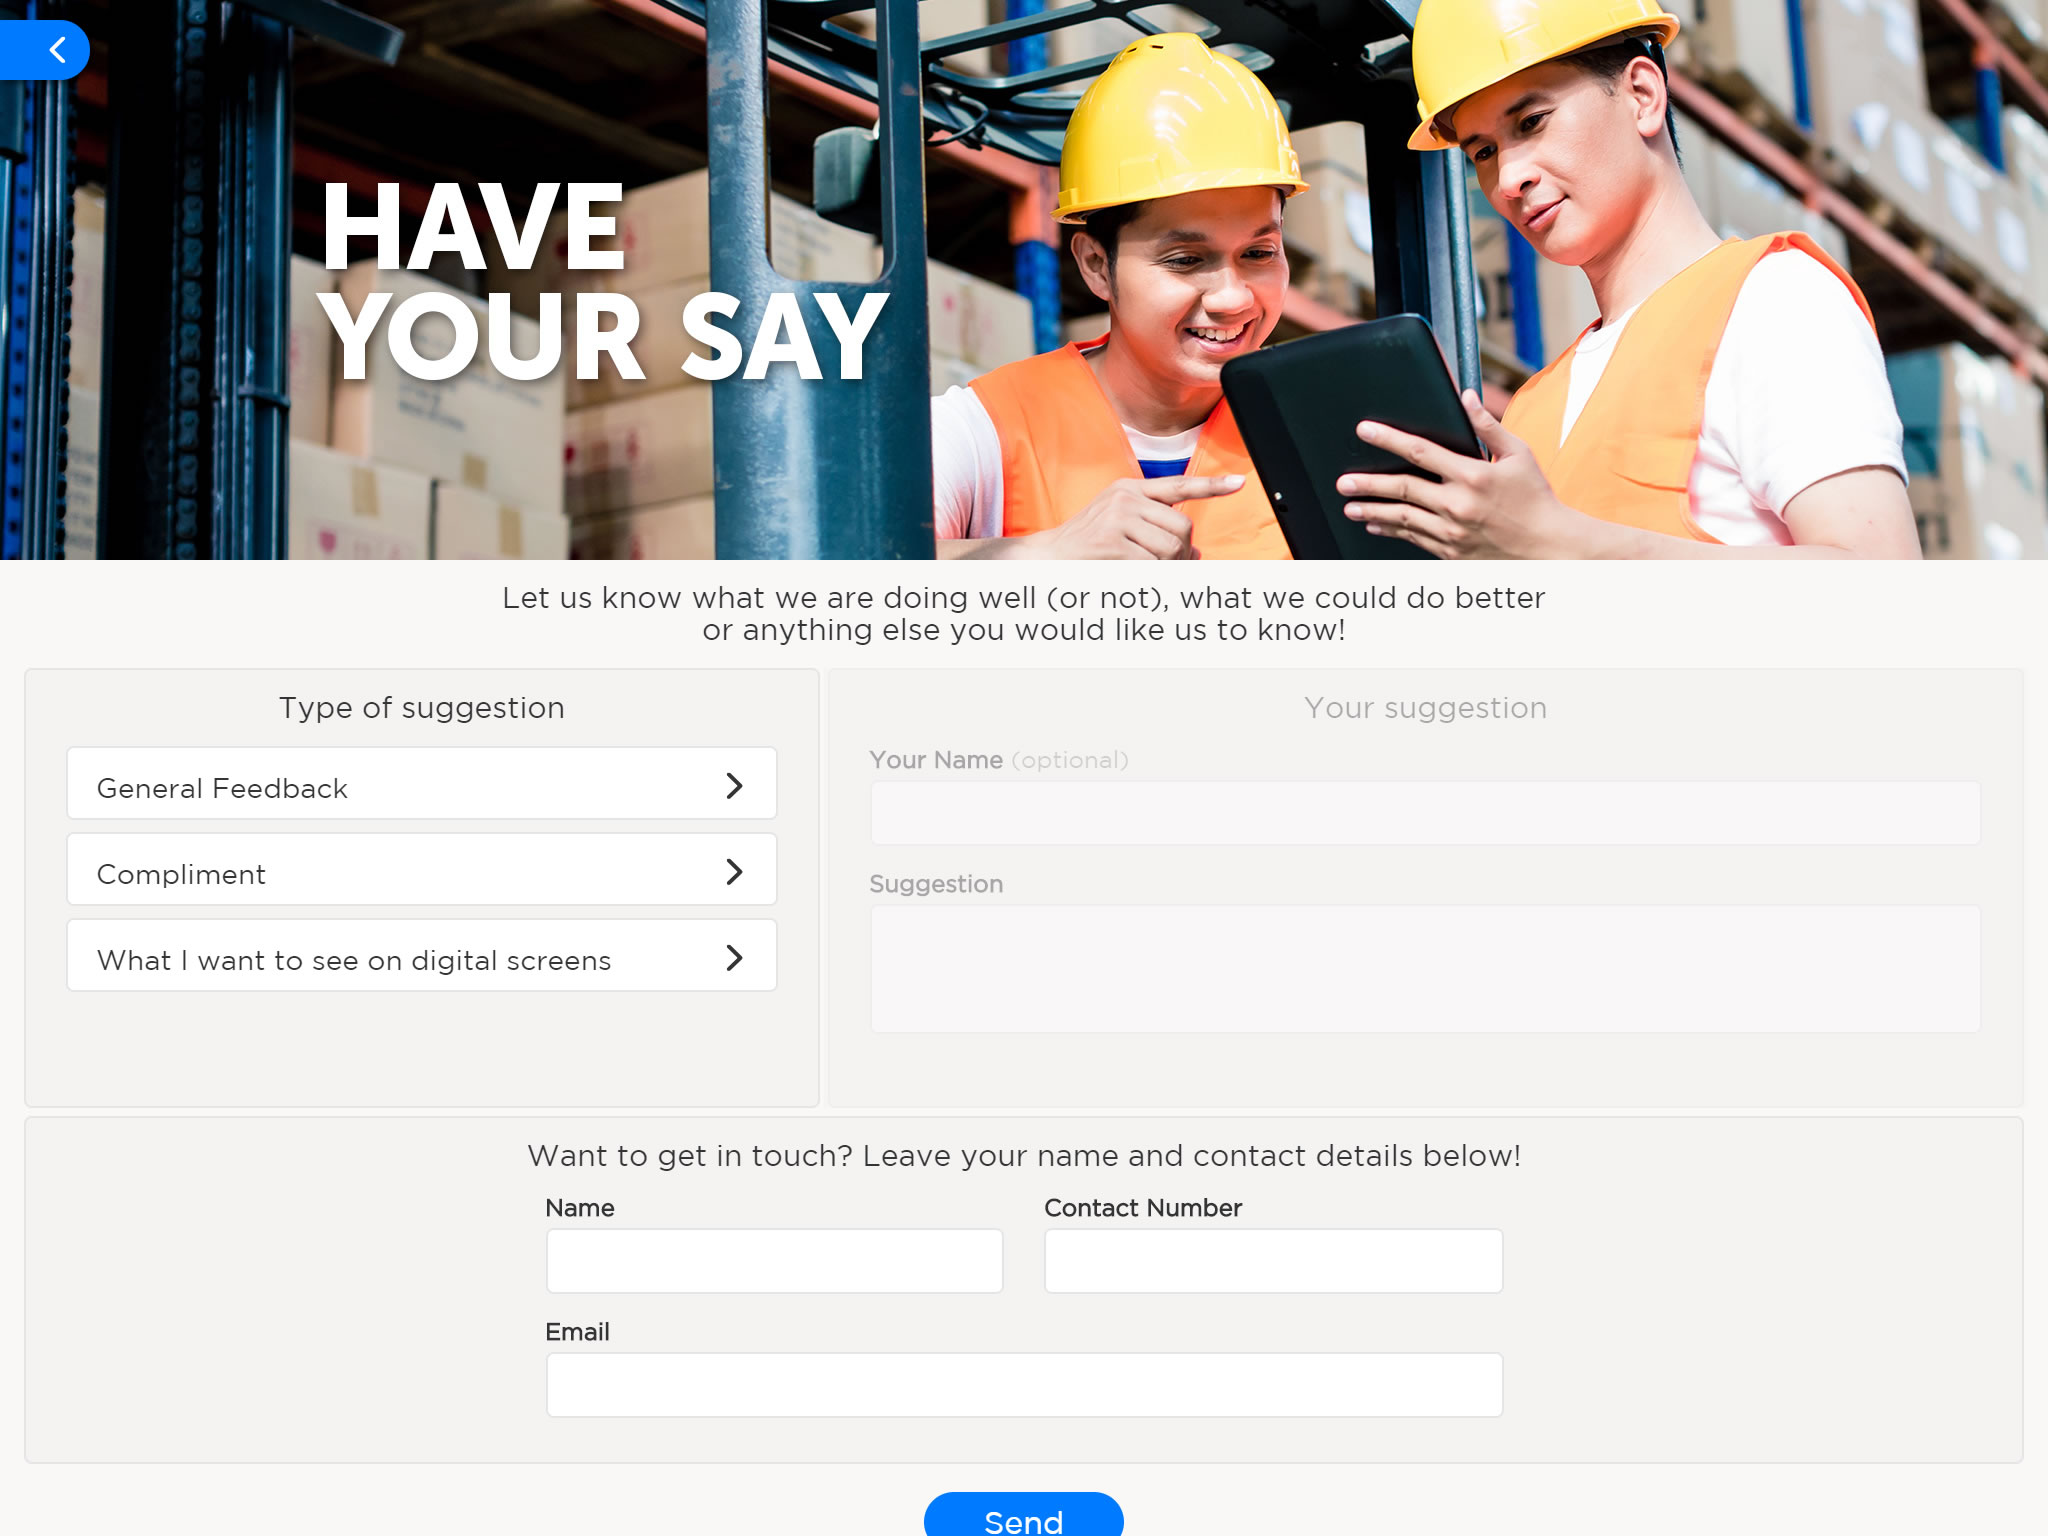 HAVE
YOUR SAY
Let us know what we are doing well (or not), what we could do better
or anything else you would like us to know!
Type of suggestion
General Feedback
Compliment
What I want to see on digital screens
Your suggestion
Your Name (optional)
Suggestion
Want to get in touch? Leave your name and contact details below!
Name
Contact Number
Email
Send